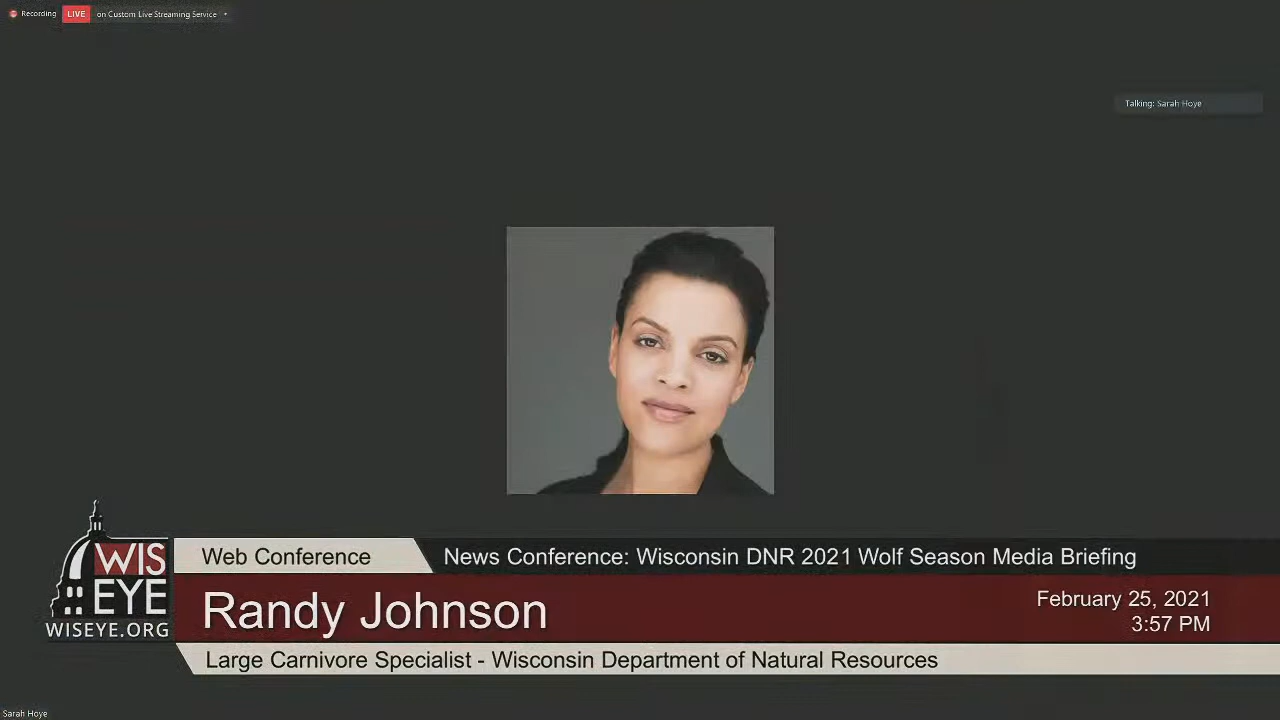 Recording LIVE on Custom Live Streaming Service
Talking: Sarah Hoye
Web Conference
News Conference: Wisconsin DNR 2021 Wolf Season Media Briefing
WIS
EYE
WISEYE.ORG
Randy Johnson
February 25, 2021
3:57 PM
Large Carnivore Specialist - Wisconsin Department of Natural Resources
Sarah Hoye